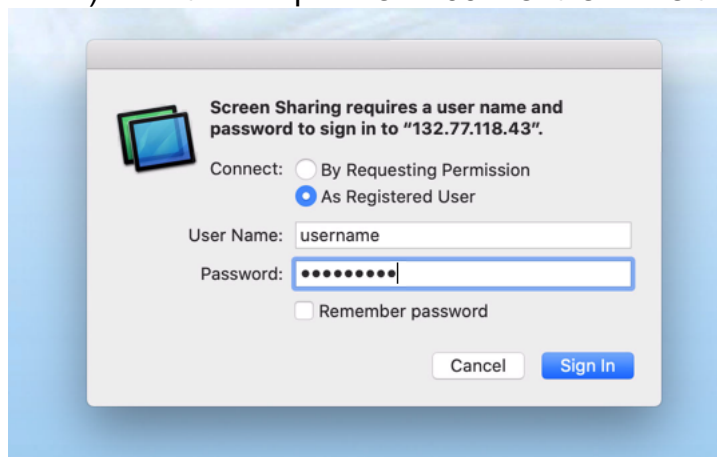 Screen Sharing requires a user name and
password to sign in to “132.77.118.43”.
Connect: By Requesting Permission
As Registered User
User Name: username
Password: •••••••••
Remember password
Cancel Sign In